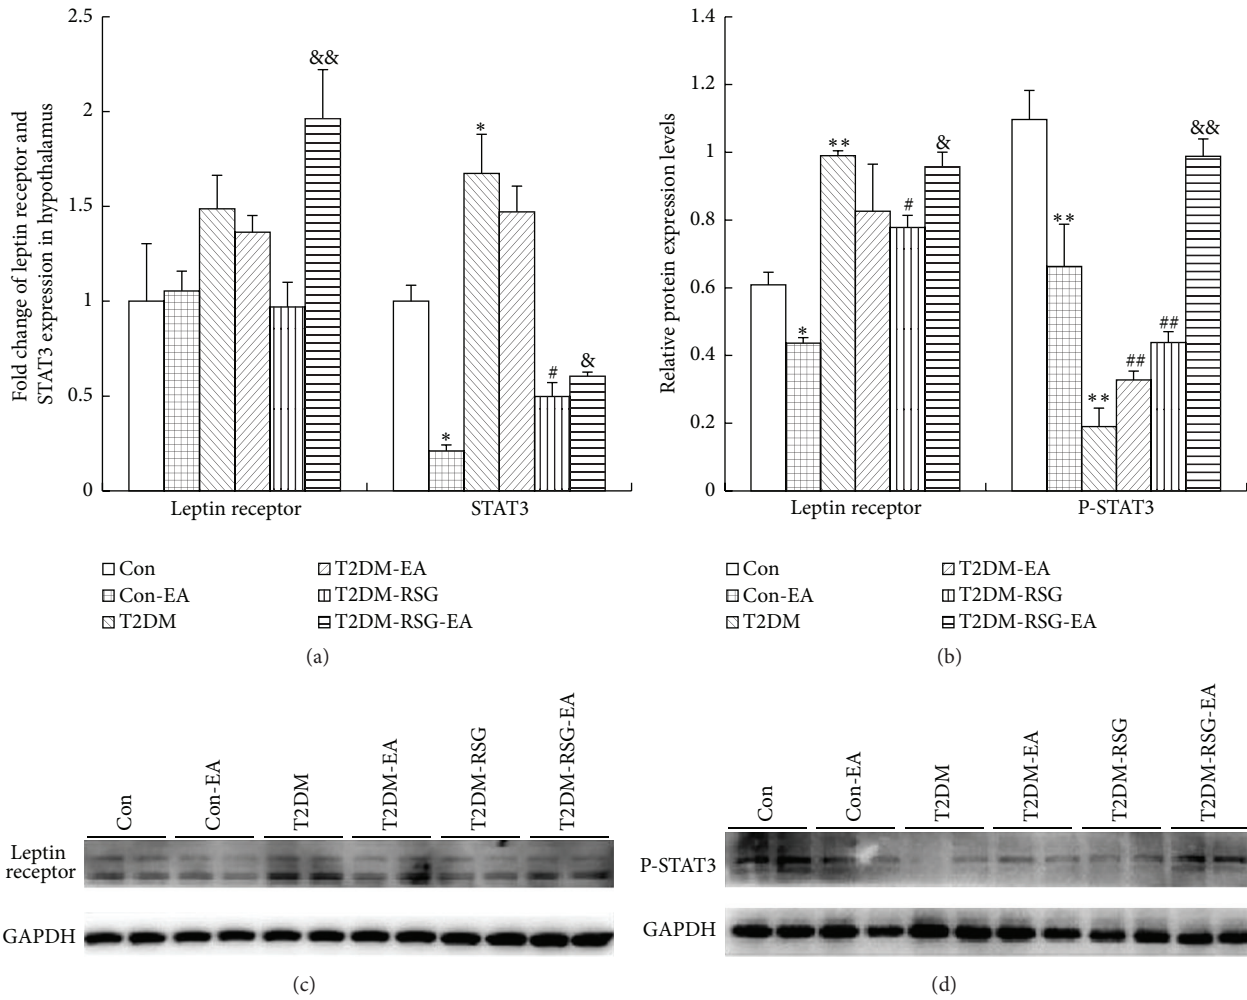 2.5
2
1.5
1
0.5
0
Fold change of leptin receptor and
STAT3 expression in hypothalamus
&&
*
*
#
&
Leptin receptor
STAT3
Con
Con-EA
T2DM
T2DM-EA
T2DM-RSG
T2DM-RSG-EA
(a)
1.4
1.2
1
0.8
0.6
0.4
0.2
0
Relative protein expression levels
*
**
#
&
**
**
##
##
&&
Leptin receptor
P-STAT3
Con
Con-EA
T2DM
T2DM-EA
T2DM-RSG
T2DM-RSG-EA
(b)
Con
Con-EA
T2DM
T2DM-EA
T2DM-RSG
T2DM-RSG-EA
Leptin
receptor
GAPDH
(c)
Con
Con-EA
T2DM
T2DM-EA
T2DM-RSG
T2DM-RSG-EA
P-STAT3
GAPDH
(d)